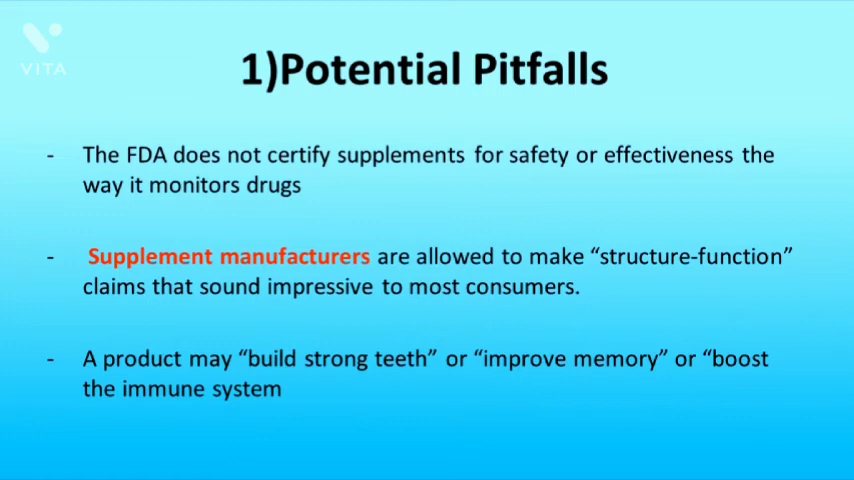 VITA
1)Potential Pitfalls
- The FDA does not certify supplements for safety or effectiveness the
way it monitors drugs
- Supplement manufacturers are allowed to make “structure-function”
claims that sound impressive to most consumers.
- A product may “build strong teeth” or “improve memory” or “boost
the immune system